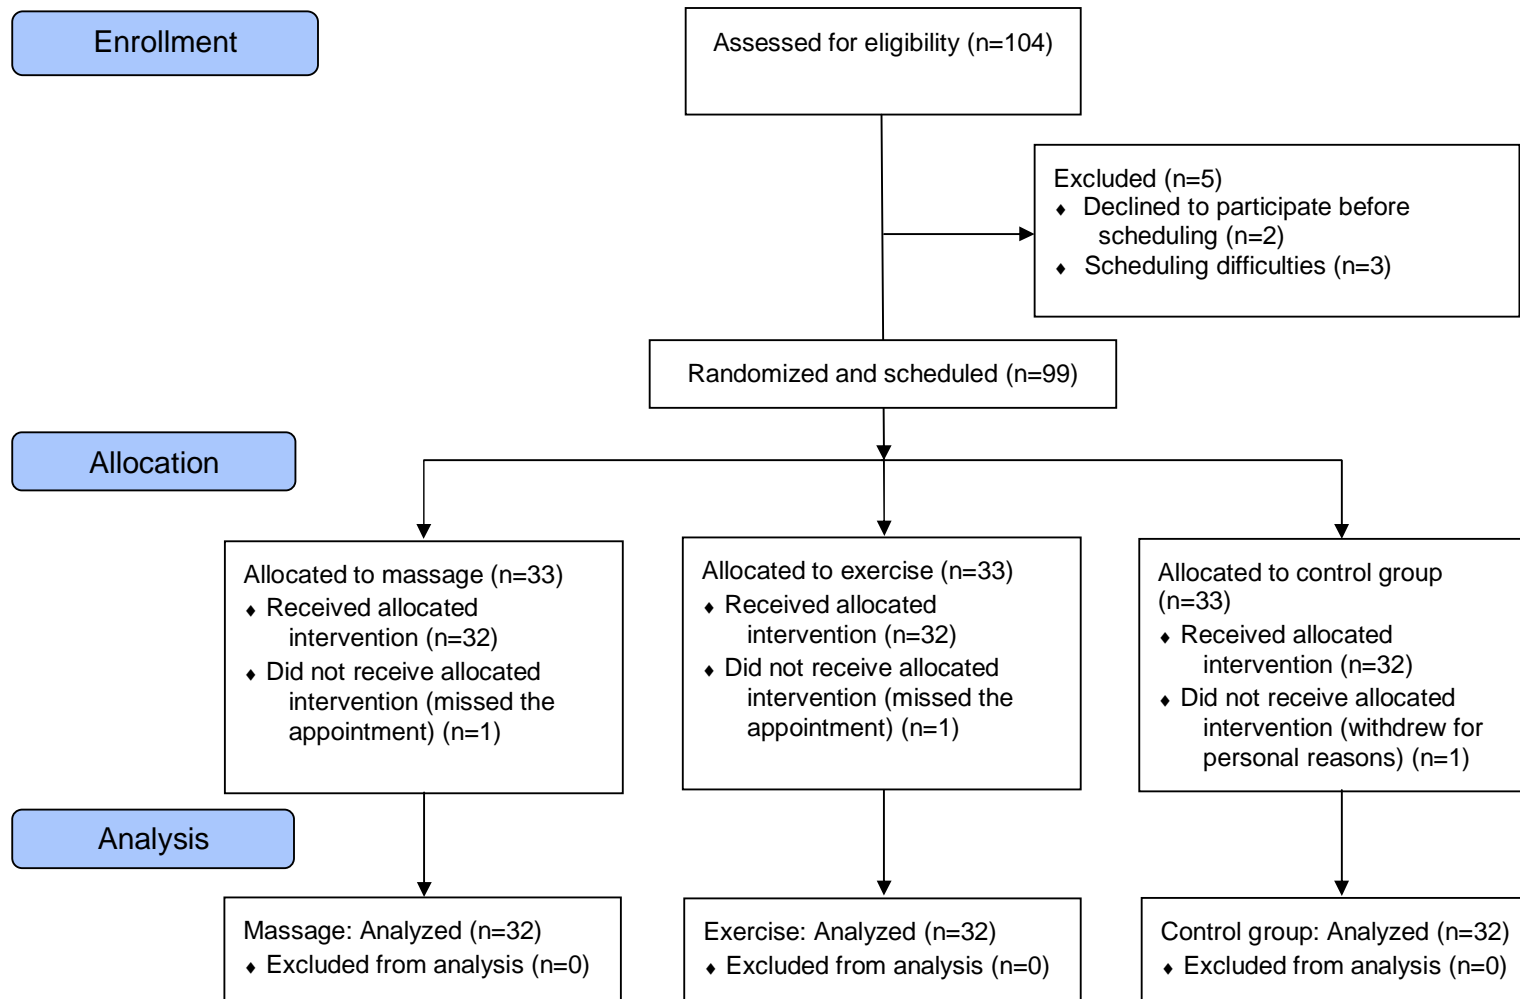 Enrollment
Assessed for eligibility (n=104)
Excluded (n=5)
♦ Declined to participate before
scheduling (n=2)
♦ Scheduling difficulties (n=3)
Randomized and scheduled (n=99)
Allocation
Allocated to massage (n=33)
♦ Received allocated
intervention (n=32)
♦ Did not receive allocated
intervention (missed the
appointment) (n=1)
Allocated to exercise (n=33)
♦ Received allocated
intervention (n=32)
♦ Did not receive allocated
intervention (missed the
appointment) (n=1)
Allocated to control group
(n=33)
♦ Received allocated
intervention (n=32)
♦ Did not receive allocated
intervention (withdrew for
personal reasons) (n=1)
Analysis
Massage: Analyzed (n=32)
♦ Excluded from analysis (n=0)
Exercise: Analyzed (n=32)
♦ Excluded from analysis (n=0)
Control group: Analyzed (n=32)
♦ Excluded from analysis (n=0)